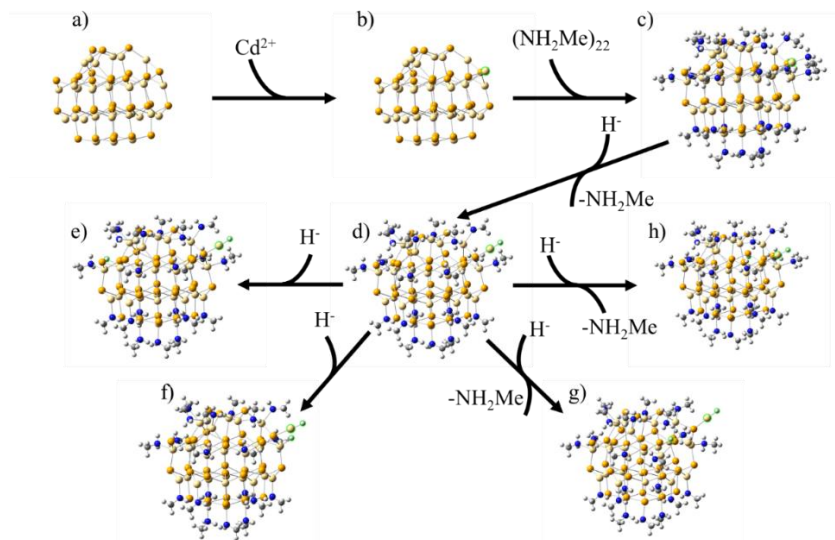 a)
Cd²⁺
b)
(NH₂Me)₂₂
c)
H⁻
-NH₂Me
e)
H⁻
d)
H⁻
-NH₂Me
h)
H⁻
f)
H⁻
-NH₂Me
g)